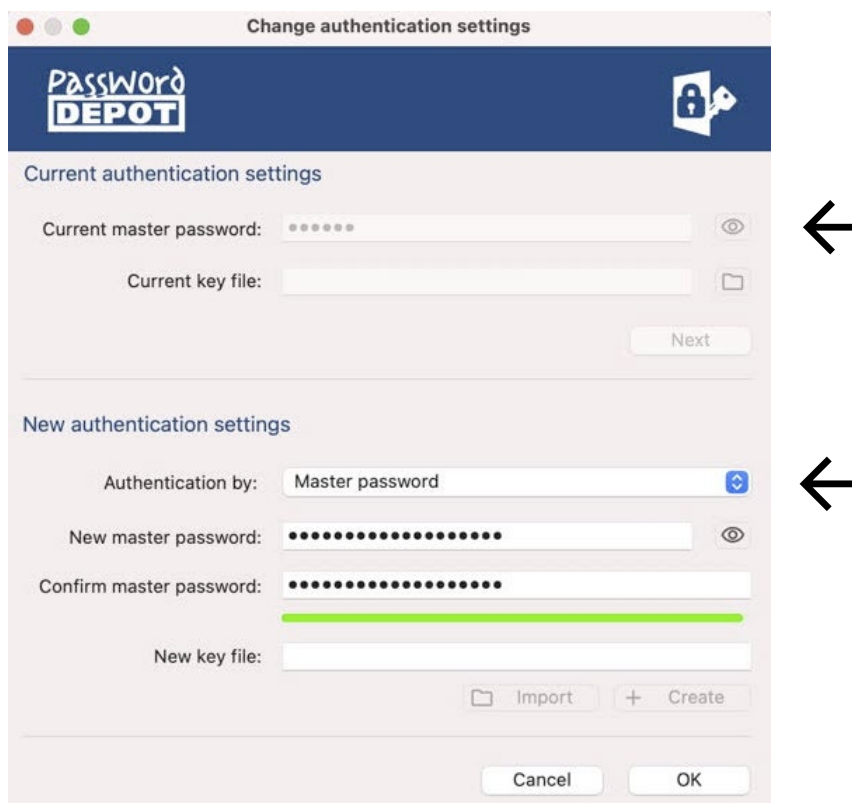 Change authentication settings
Password
DEPOT
Current authentication settings
Current master password: ••••••
Current key file:
Next
New authentication settings
Authentication by: Master password
New master password: •••••••••••••••••••
Confirm master password: •••••••••••••••••••
New key file:
Import + Create
Cancel OK